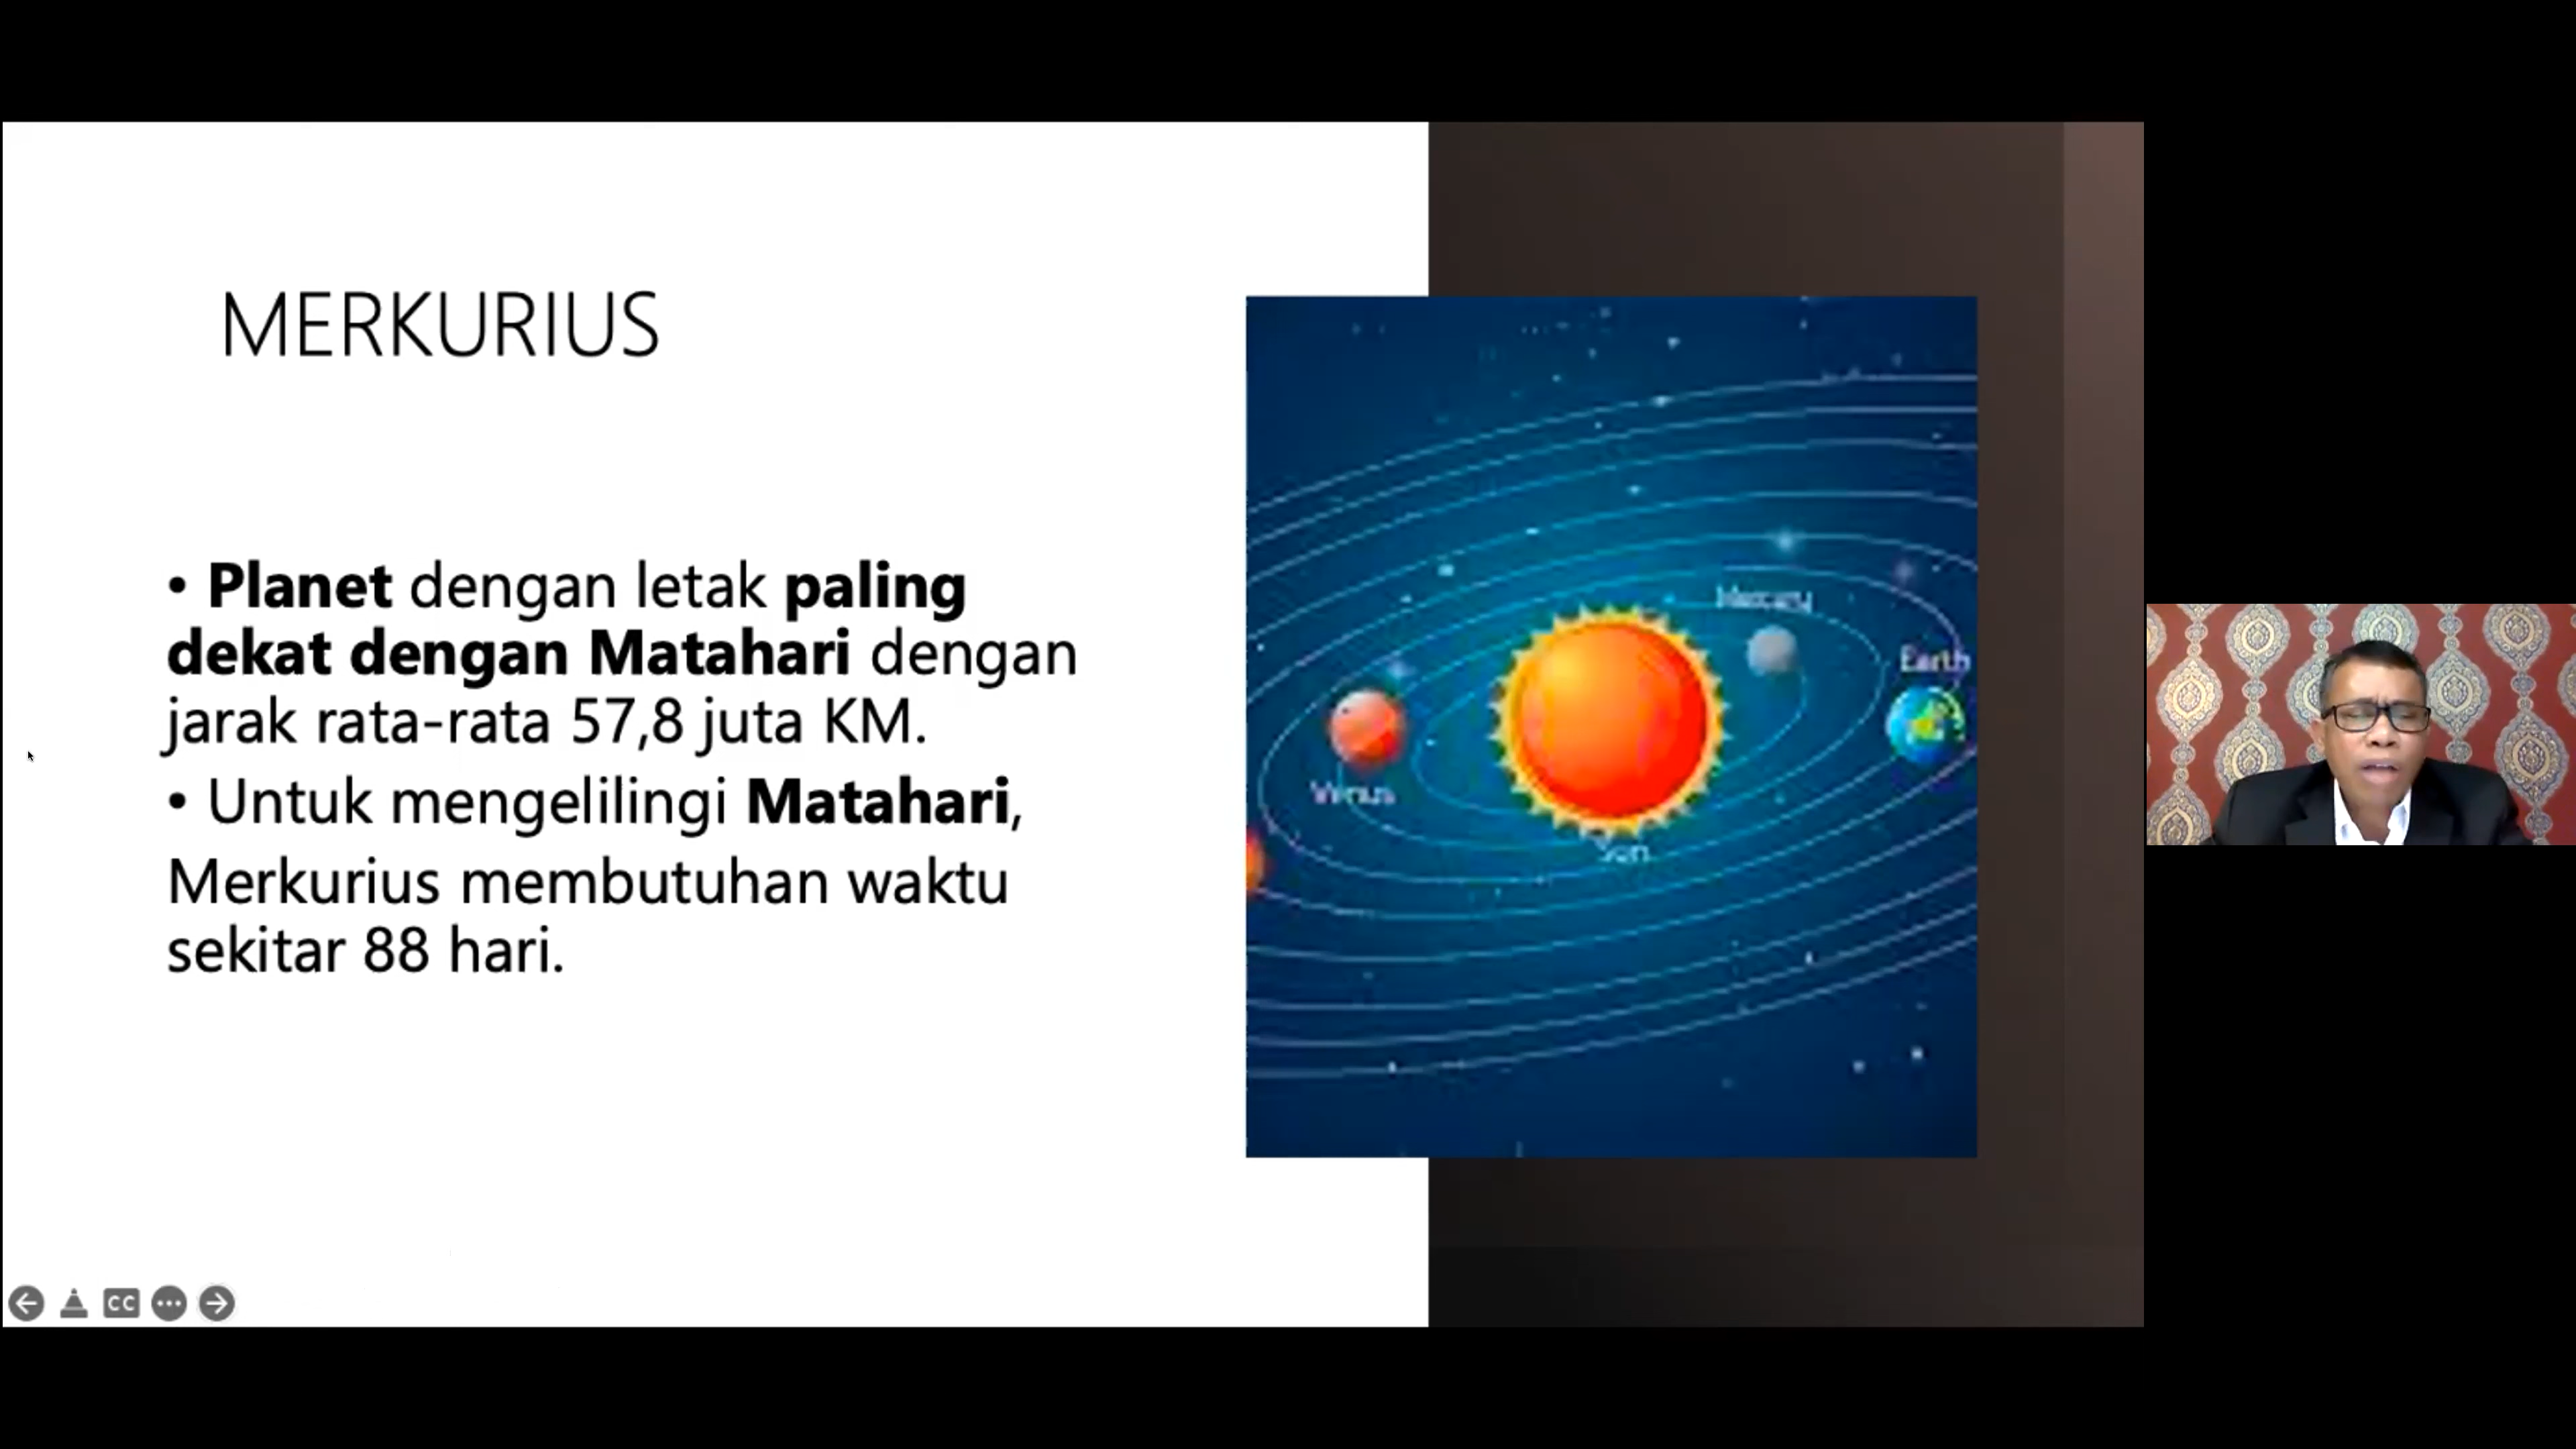 MERKURIUS
• Planet dengan letak paling
dekat dengan Matahari dengan
jarak rata-rata 57,8 juta KM.
• Untuk mengelilingi Matahari,
Merkurius membutuhan waktu
sekitar 88 hari.
Mercury
Earth
Venus
Sun
CC